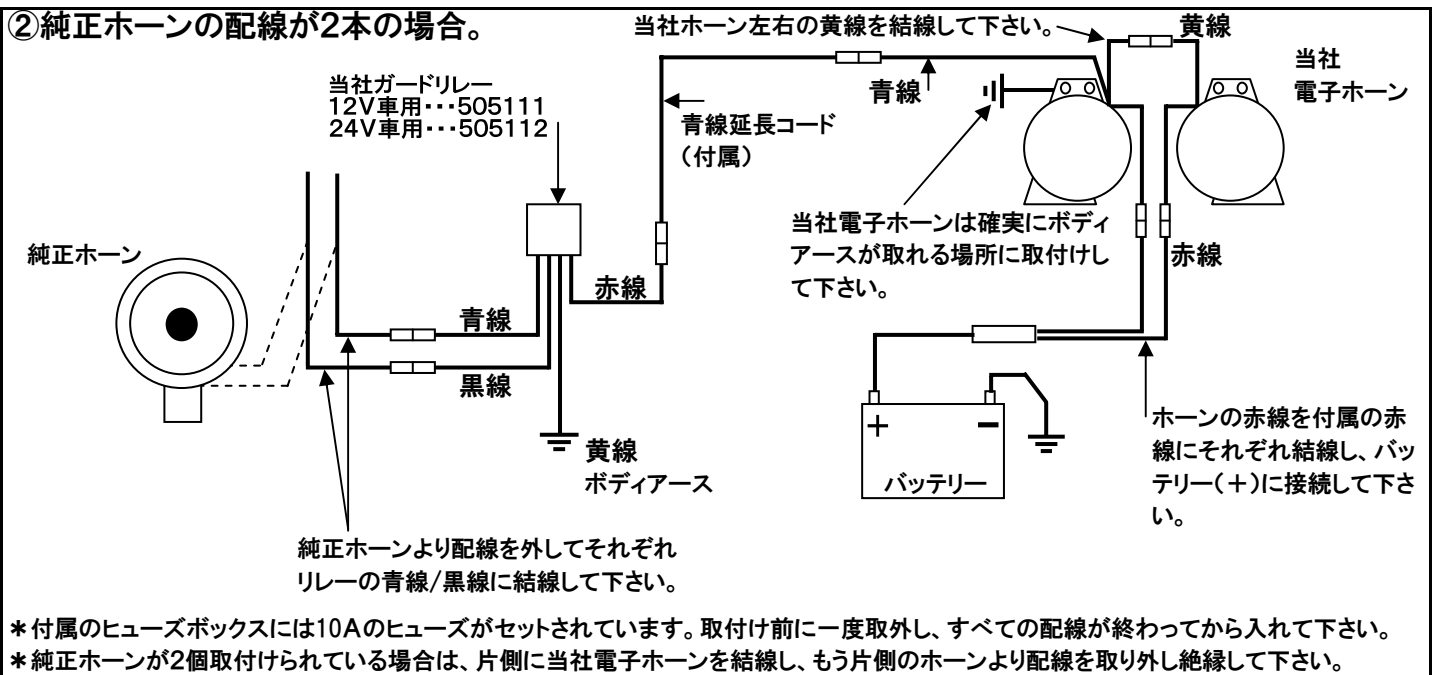 ②純正ホーンの配線が2本の場合。
当社ホーン左右の黄線を結線して下さい。
黄線
当社
電子ホーン
当社ガードリレー
12V車用・・・505111
24V車用・・・505112
青線
青線延長コード
（付属）
純正ホーン
当社電子ホーンは確実にボディ
アースが取れる場所に取付けし
て下さい。
赤線
赤線
青線
黒線
黄線
ボディアース
+
-
バッテリー
ホーンの赤線を付属の赤
線にそれぞれ結線し、バッ
テリー（＋）に接続して下さ
い。
純正ホーンより配線を外してそれぞれ
リレーの青線/黒線に結線して下さい。
＊付属のヒューズボックスには10Aのヒューズがセットされています。取付け前に一度取外し、すべての配線が終わってから入れて下さい。
＊純正ホーンが2個取付けられている場合は、片側に当社電子ホーンを結線し、もう片側のホーンより配線を取り外し絶縁して下さい。